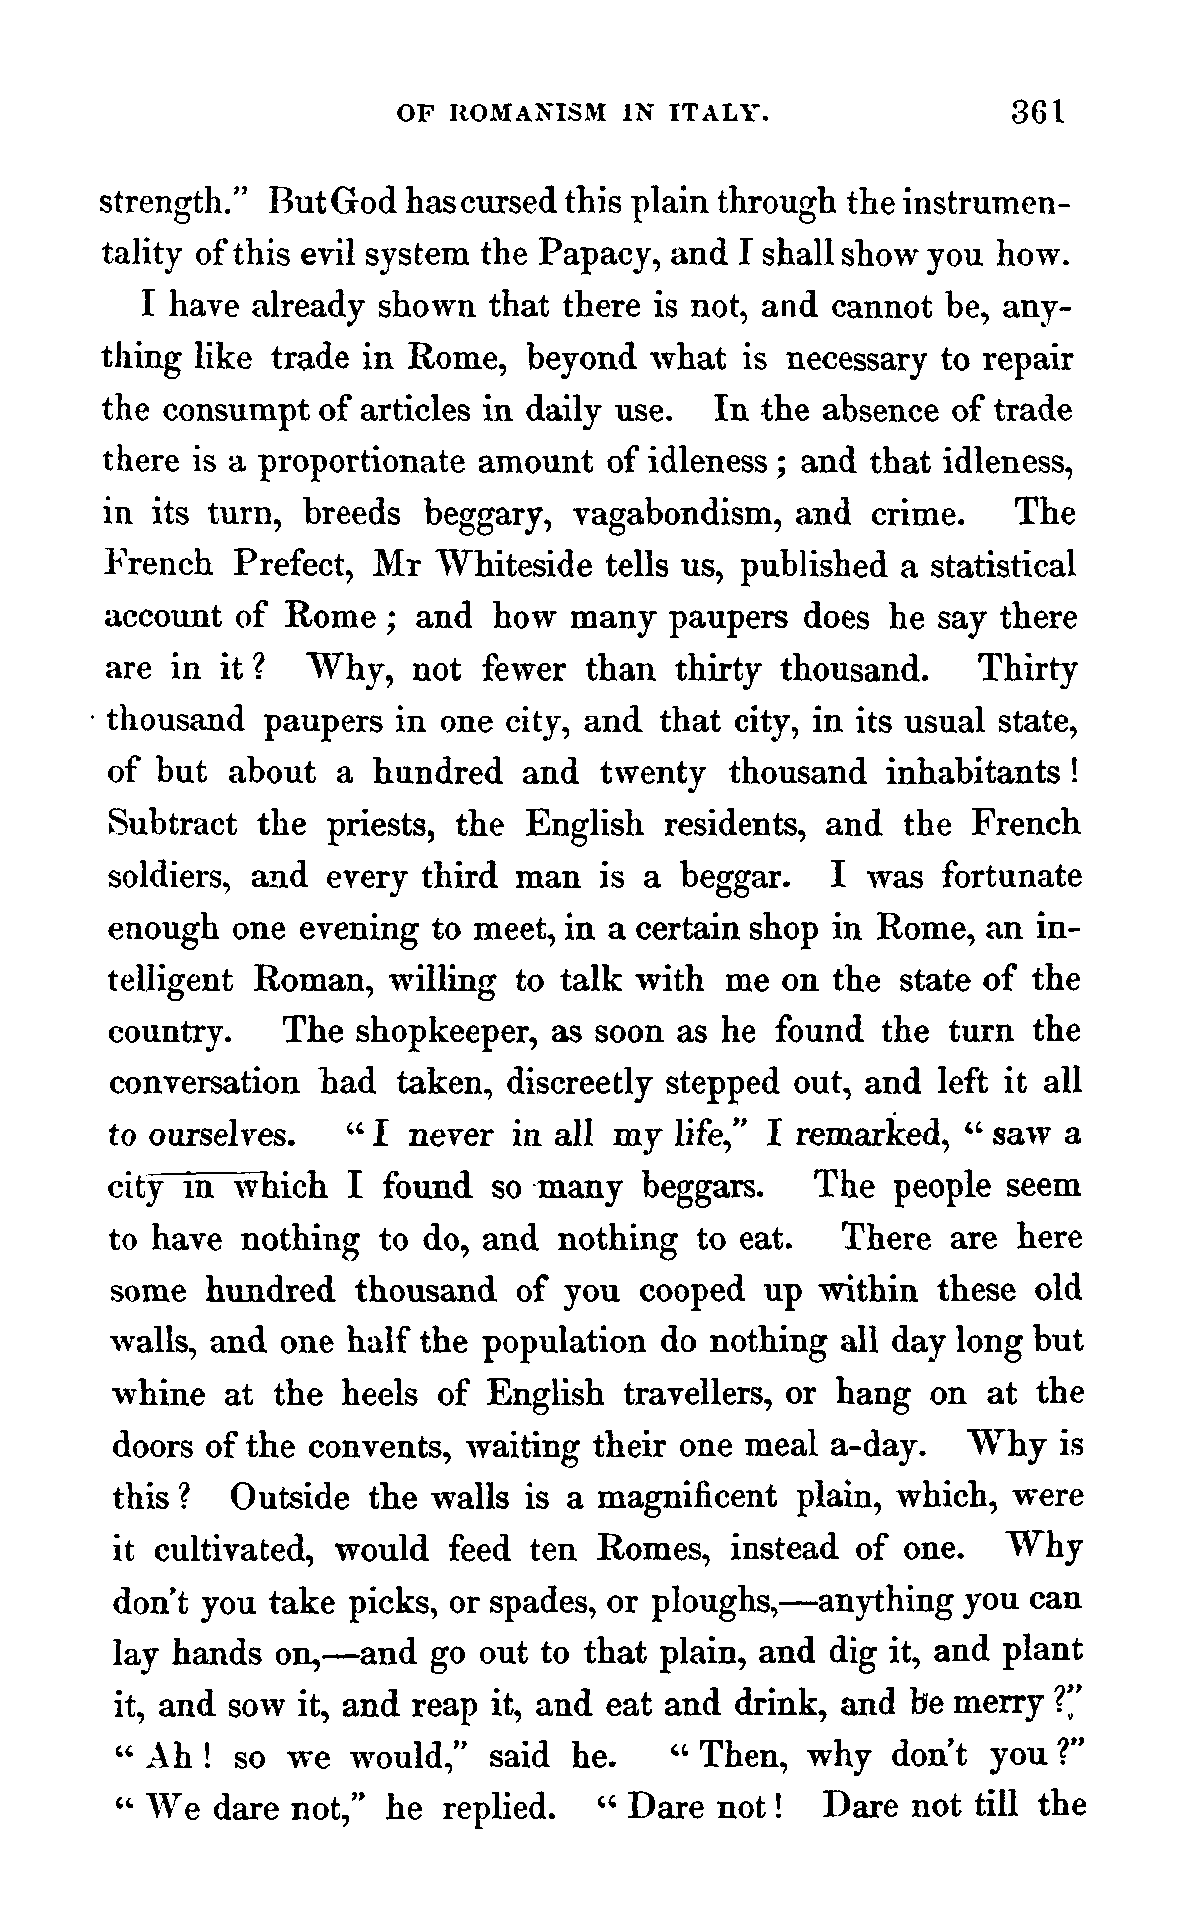 OF ROMANISM IN ITALY. 361
strength.” But God has cursed this plain through the instrumen-
tality of this evil system the Papacy, and I shall show you how.
I have already shown that there is not, and cannot be, any-
thing like trade in Rome, beyond what is necessary to repair
the consumpt of articles in daily use. In the absence of trade
there is a proportionate amount of idleness ; and that idleness,
in its turn, breeds beggary, vagabondism, and crime. The
French Prefect, Mr Whiteside tells us, published a statistical
account of Rome ; and how many paupers does he say there
are in it ? Why, not fewer than thirty thousand. Thirty
thousand paupers in one city, and that city, in its usual state,
of but about a hundred and twenty thousand inhabitants !
Subtract the priests, the English residents, and the French
soldiers, and every third man is a beggar. I was fortunate
enough one evening to meet, in a certain shop in Rome, an in-
telligent Roman, willing to talk with me on the state of the
country. The shopkeeper, as soon as he found the turn the
conversation had taken, discreetly stepped out, and left it all
to ourselves. “ I never in all my life,” I remarked, “ saw a
city in which I found so many beggars. The people seem
to have nothing to do, and nothing to eat. There are here
some hundred thousand of you cooped up within these old
walls, and one half the population do nothing all day long but
whine at the heels of English travellers, or hang on at the
doors of the convents, waiting their one meal a-day. Why is
this ? Outside the walls is a magnificent plain, which, were
it cultivated, would feed ten Romes, instead of one. Why
don’t you take picks, or spades, or ploughs,—anything you can
lay hands on,—and go out to that plain, and dig it, and plant
it, and sow it, and reap it, and eat and drink, and be merry ?”
“ Ah ! so we would,” said he. “ Then, why don’t you ?”
“ We dare not,” he replied. “ Dare not ! Dare not till the